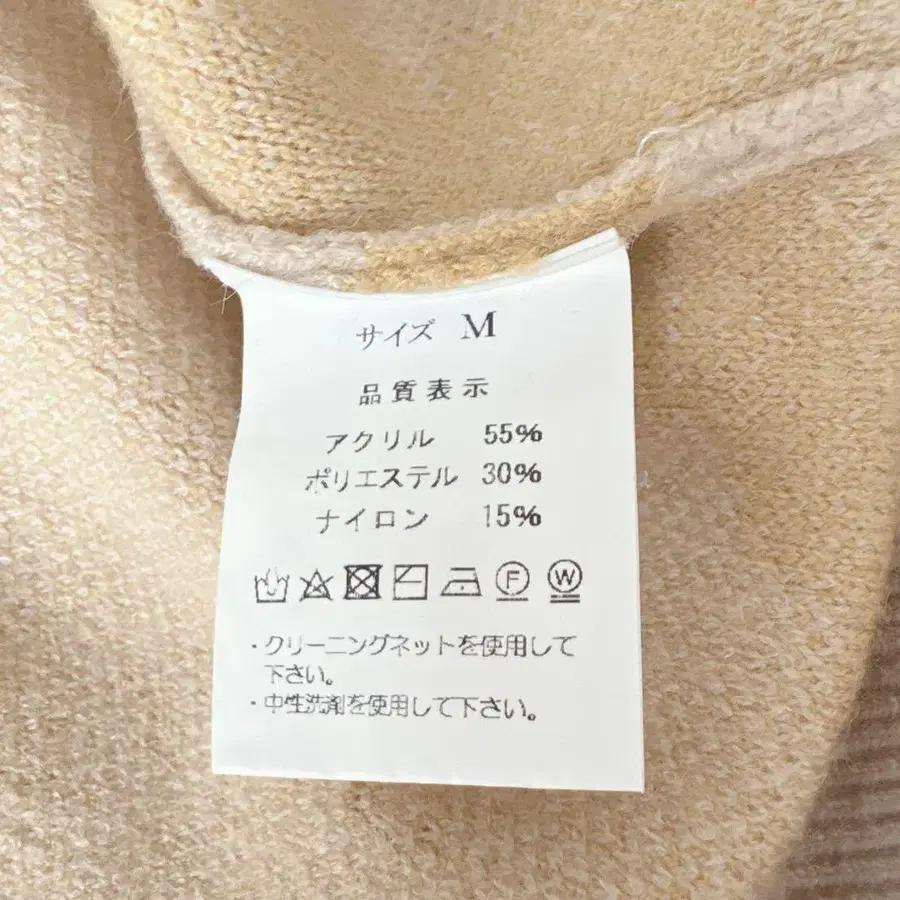 サイズ M
品質表示
アクリル 55%
ポリエステル 30%
ナイロン 15%
F W
・クリーニングネットを使用して
下さい。
・中性洗剤を使用して下さい。